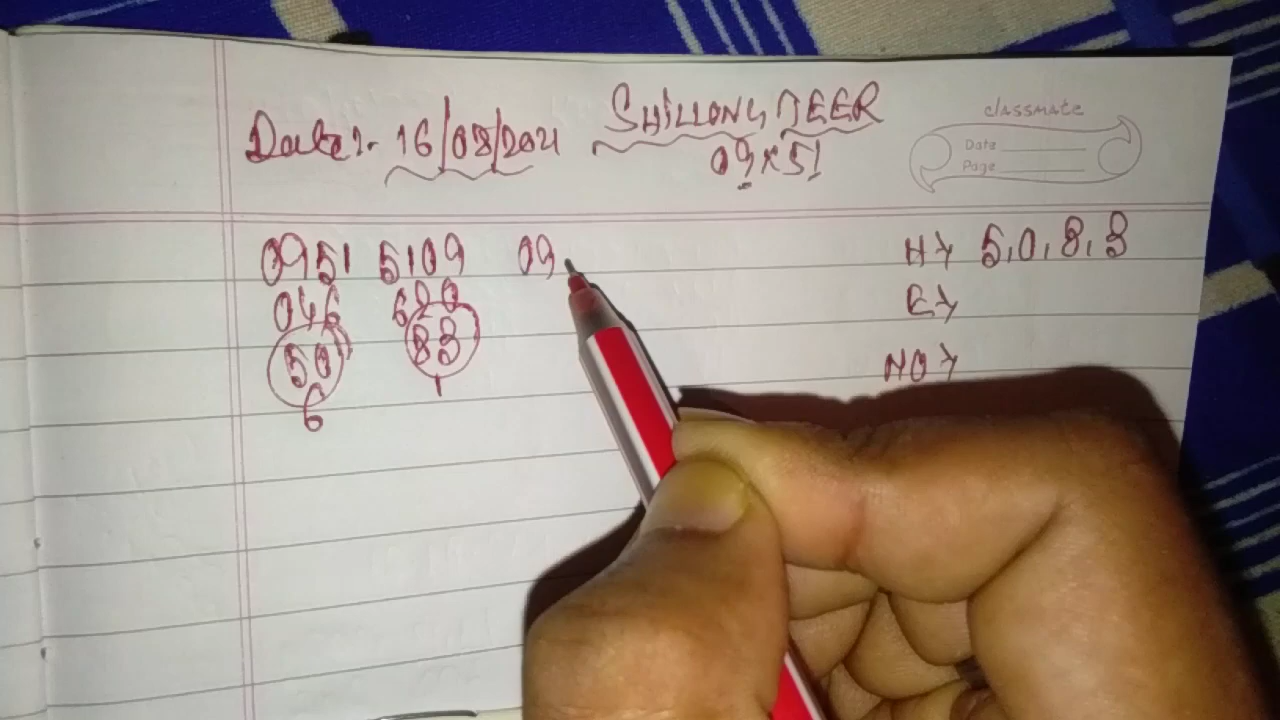 SHILLONG TEER
classmate
Date:- 16/08/2021
09x51
Date
Page
0951 5109 09
H> 5,0,8,3
046 620
E>
50 83
NO>
6 1